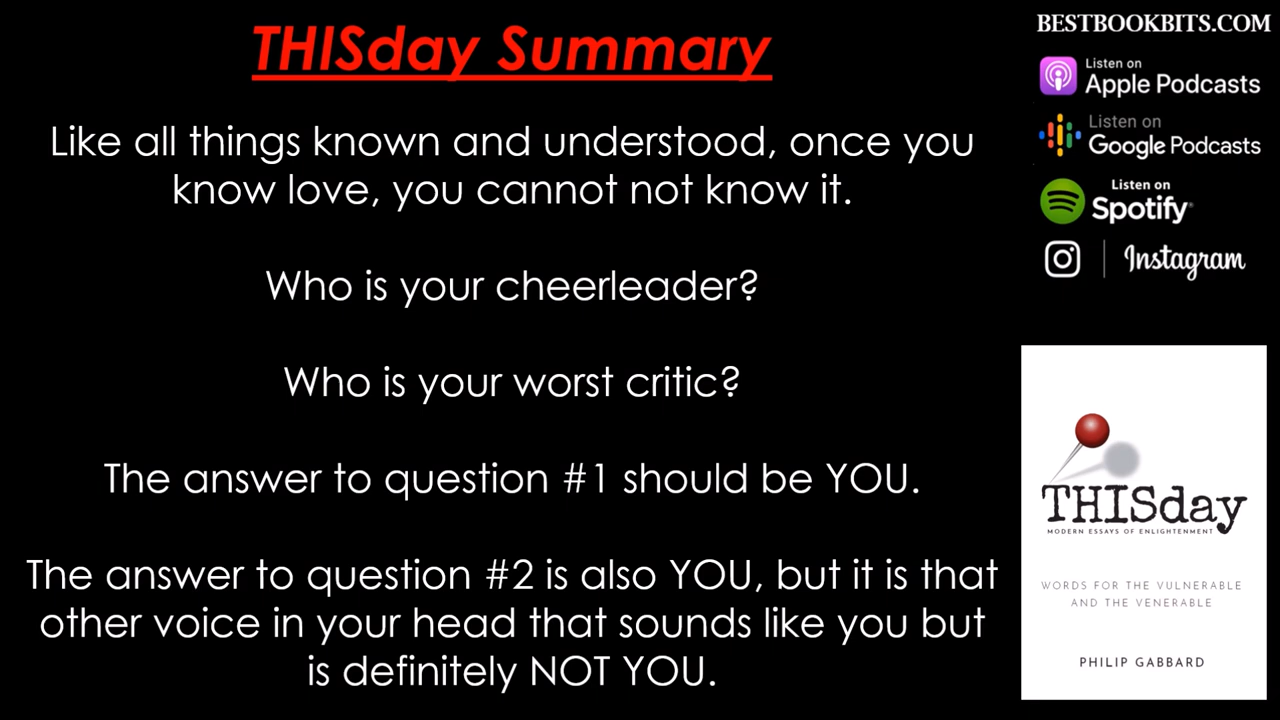 THISday Summary
Like all things known and understood, once you
know love, you cannot not know it.
Who is your cheerleader?
Who is your worst critic?
The answer to question #1 should be YOU.
The answer to question #2 is also YOU, but it is that
other voice in your head that sounds like you but
is definitely NOT YOU.
BESTBOOKBITS.COM
Listen on
Apple Podcasts
Listen on
Google Podcasts
Listen on
Spotify
Instagram
THISday
MODERN ESSAYS OF ENLIGHTENMENT
WORDS FOR THE VULNERABLE
AND THE VENERABLE
PHILIP GABBARD